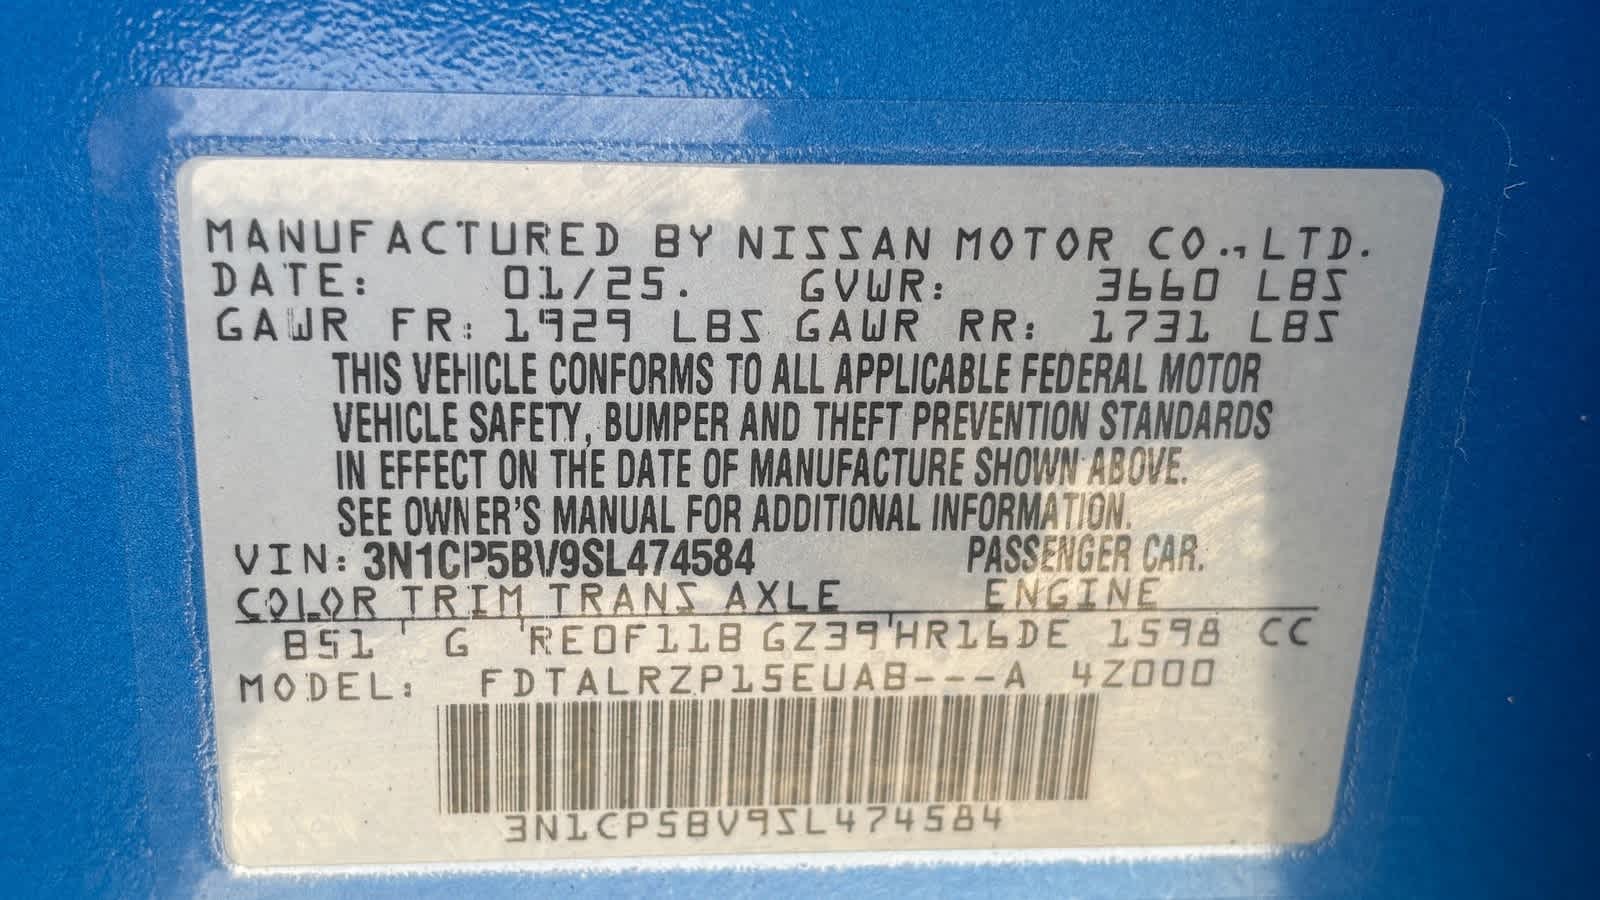 MANUFACTURED BY NISSAN MOTOR CO., LTD.
DATE: 01/25. GVWR: 3660 LBS
GAWR FR: 1929 LBS GAWR RR: 1731 LBS
THIS VEHICLE CONFORMS TO ALL APPLICABLE FEDERAL MOTOR
VEHICLE SAFETY, BUMPER AND THEFT PREVENTION STANDARDS
IN EFFECT ON THE DATE OF MANUFACTURE SHOWN ABOVE.
SEE OWNER'S MANUAL FOR ADDITIONAL INFORMATION.
VIN: 3N1CP5BV9SL474584 PASSENGER CAR.
COLOR TRIM TRANS AXLE ENGINE
B51 G RE0F11B GZ39 HR16DE 1598 CC
MODEL: FDTALRZP15EUAB---A 4Z000
3N1CP5BV9SL474584